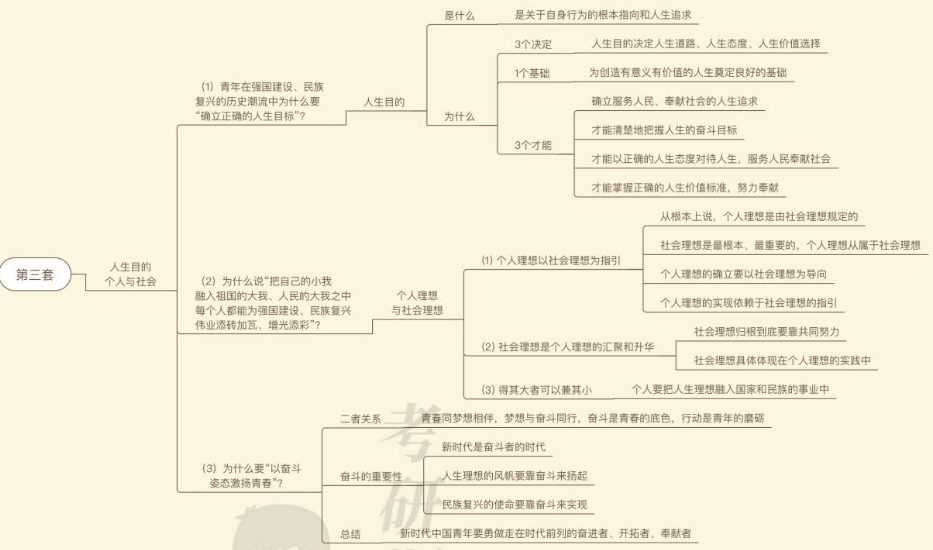 第三套
人生目的
个人与社会
(1) 青年在强国建设、民族
复兴的历史潮流中为什么要
“确立正确的人生目标”?
人生目的
是什么
是关于自身行为的根本指向和人生追求
为什么
3个决定
人生目的决定人生道路、人生态度、人生价值选择
1个基础
为创造有意义有价值的人生奠定良好的基础
3个才能
确立服务人民、奉献社会的人生追求
才能清楚地把握人生的奋斗目标
才能以正确的人生态度对待人生，服务人民奉献社会
才能掌握正确的人生价值标准，努力奉献
(2) 为什么说“把自己的小我
融入祖国的大我、人民的大我之中
每个人都能为强国建设、民族复兴
伟业添砖加瓦、增光添彩”?
个人理想
与社会理想
(1) 个人理想以社会理想为指引
从根本上说，个人理想是由社会理想规定的
社会理想是最根本、最重要的，个人理想从属于社会理想
个人理想的确立要以社会理想为导向
个人理想的实现依赖于社会理想的指引
(2) 社会理想是个人理想的汇聚和升华
社会理想归根到底要靠共同努力
社会理想具体体现在个人理想的实践中
(3) 得其大者可以兼其小
个人要把人生理想融入国家和民族的事业中
(3) 为什么要“以奋斗
姿态激扬青春”?
二者关系
青春同梦想相伴，梦想与奋斗同行，奋斗是青春的底色，行动是青年的磨砺
奋斗的重要性
新时代是奋斗者的时代
人生理想的风帆要靠奋斗来扬起
民族复兴的使命要靠奋斗来实现
总结
新时代中国青年要勇做走在时代前列的奋进者、开拓者、奉献者
考
研